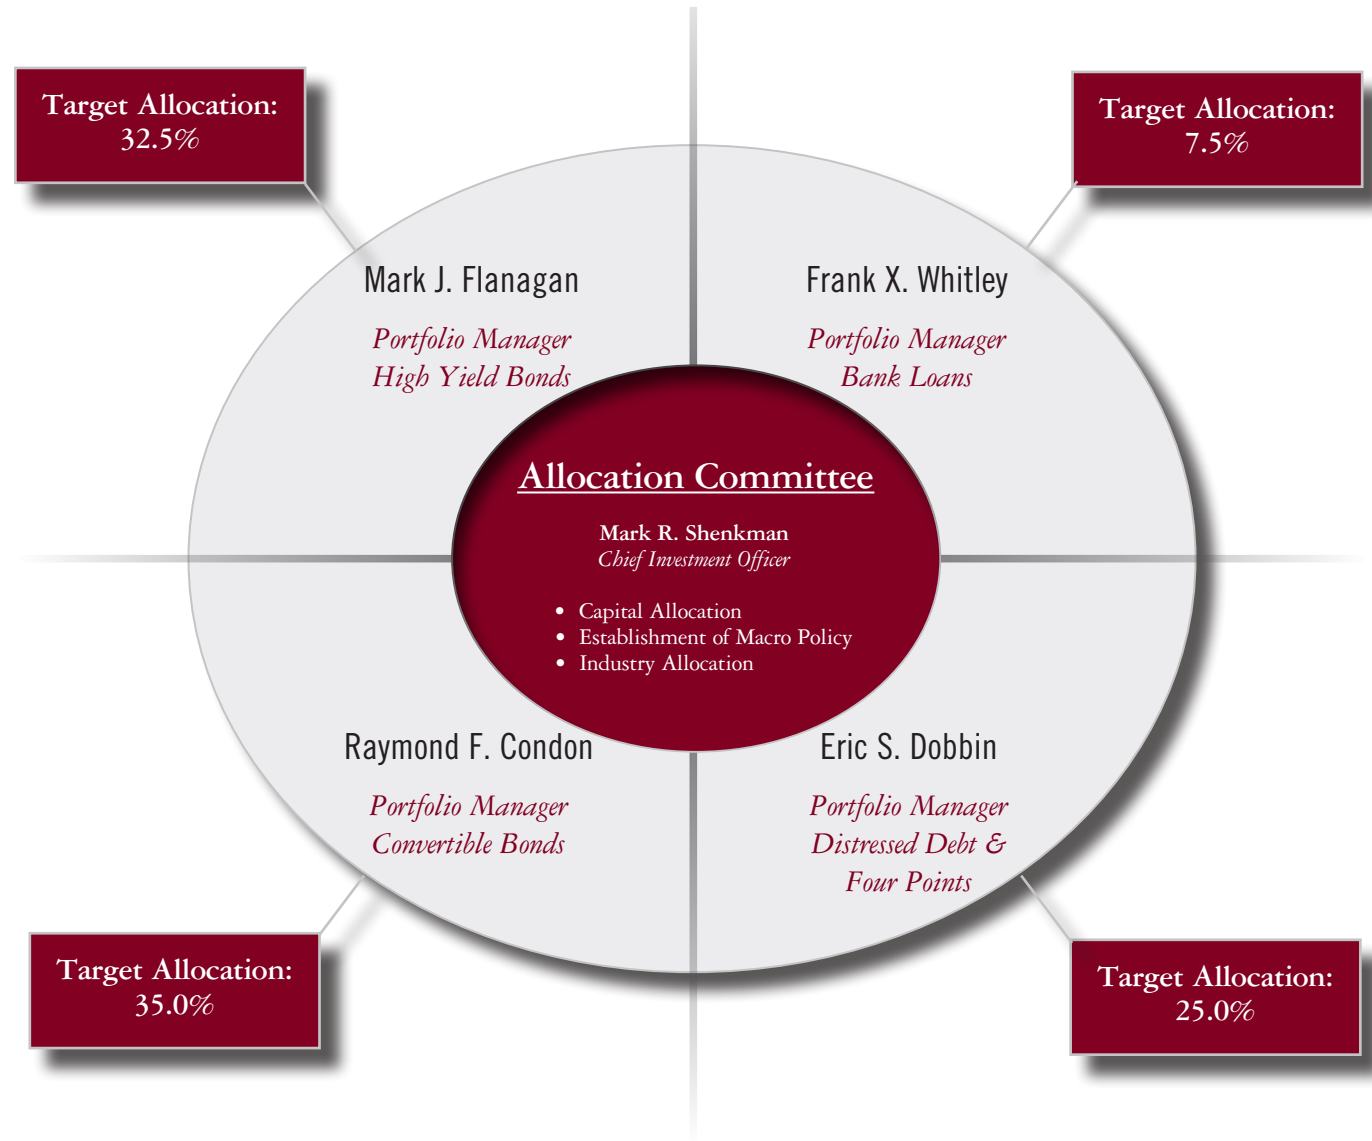 Target Allocation:
32.5%
Target Allocation:
7.5%
Mark J. Flanagan
Portfolio Manager
High Yield Bonds
Frank X. Whitley
Portfolio Manager
Bank Loans
Allocation Committee
Mark R. Shenkman
Chief Investment Officer
• Capital Allocation
• Establishment of Macro Policy
• Industry Allocation
Raymond F. Condon
Portfolio Manager
Convertible Bonds
Eric S. Dobbin
Portfolio Manager
Distressed Debt &
Four Points
Target Allocation:
35.0%
Target Allocation:
25.0%